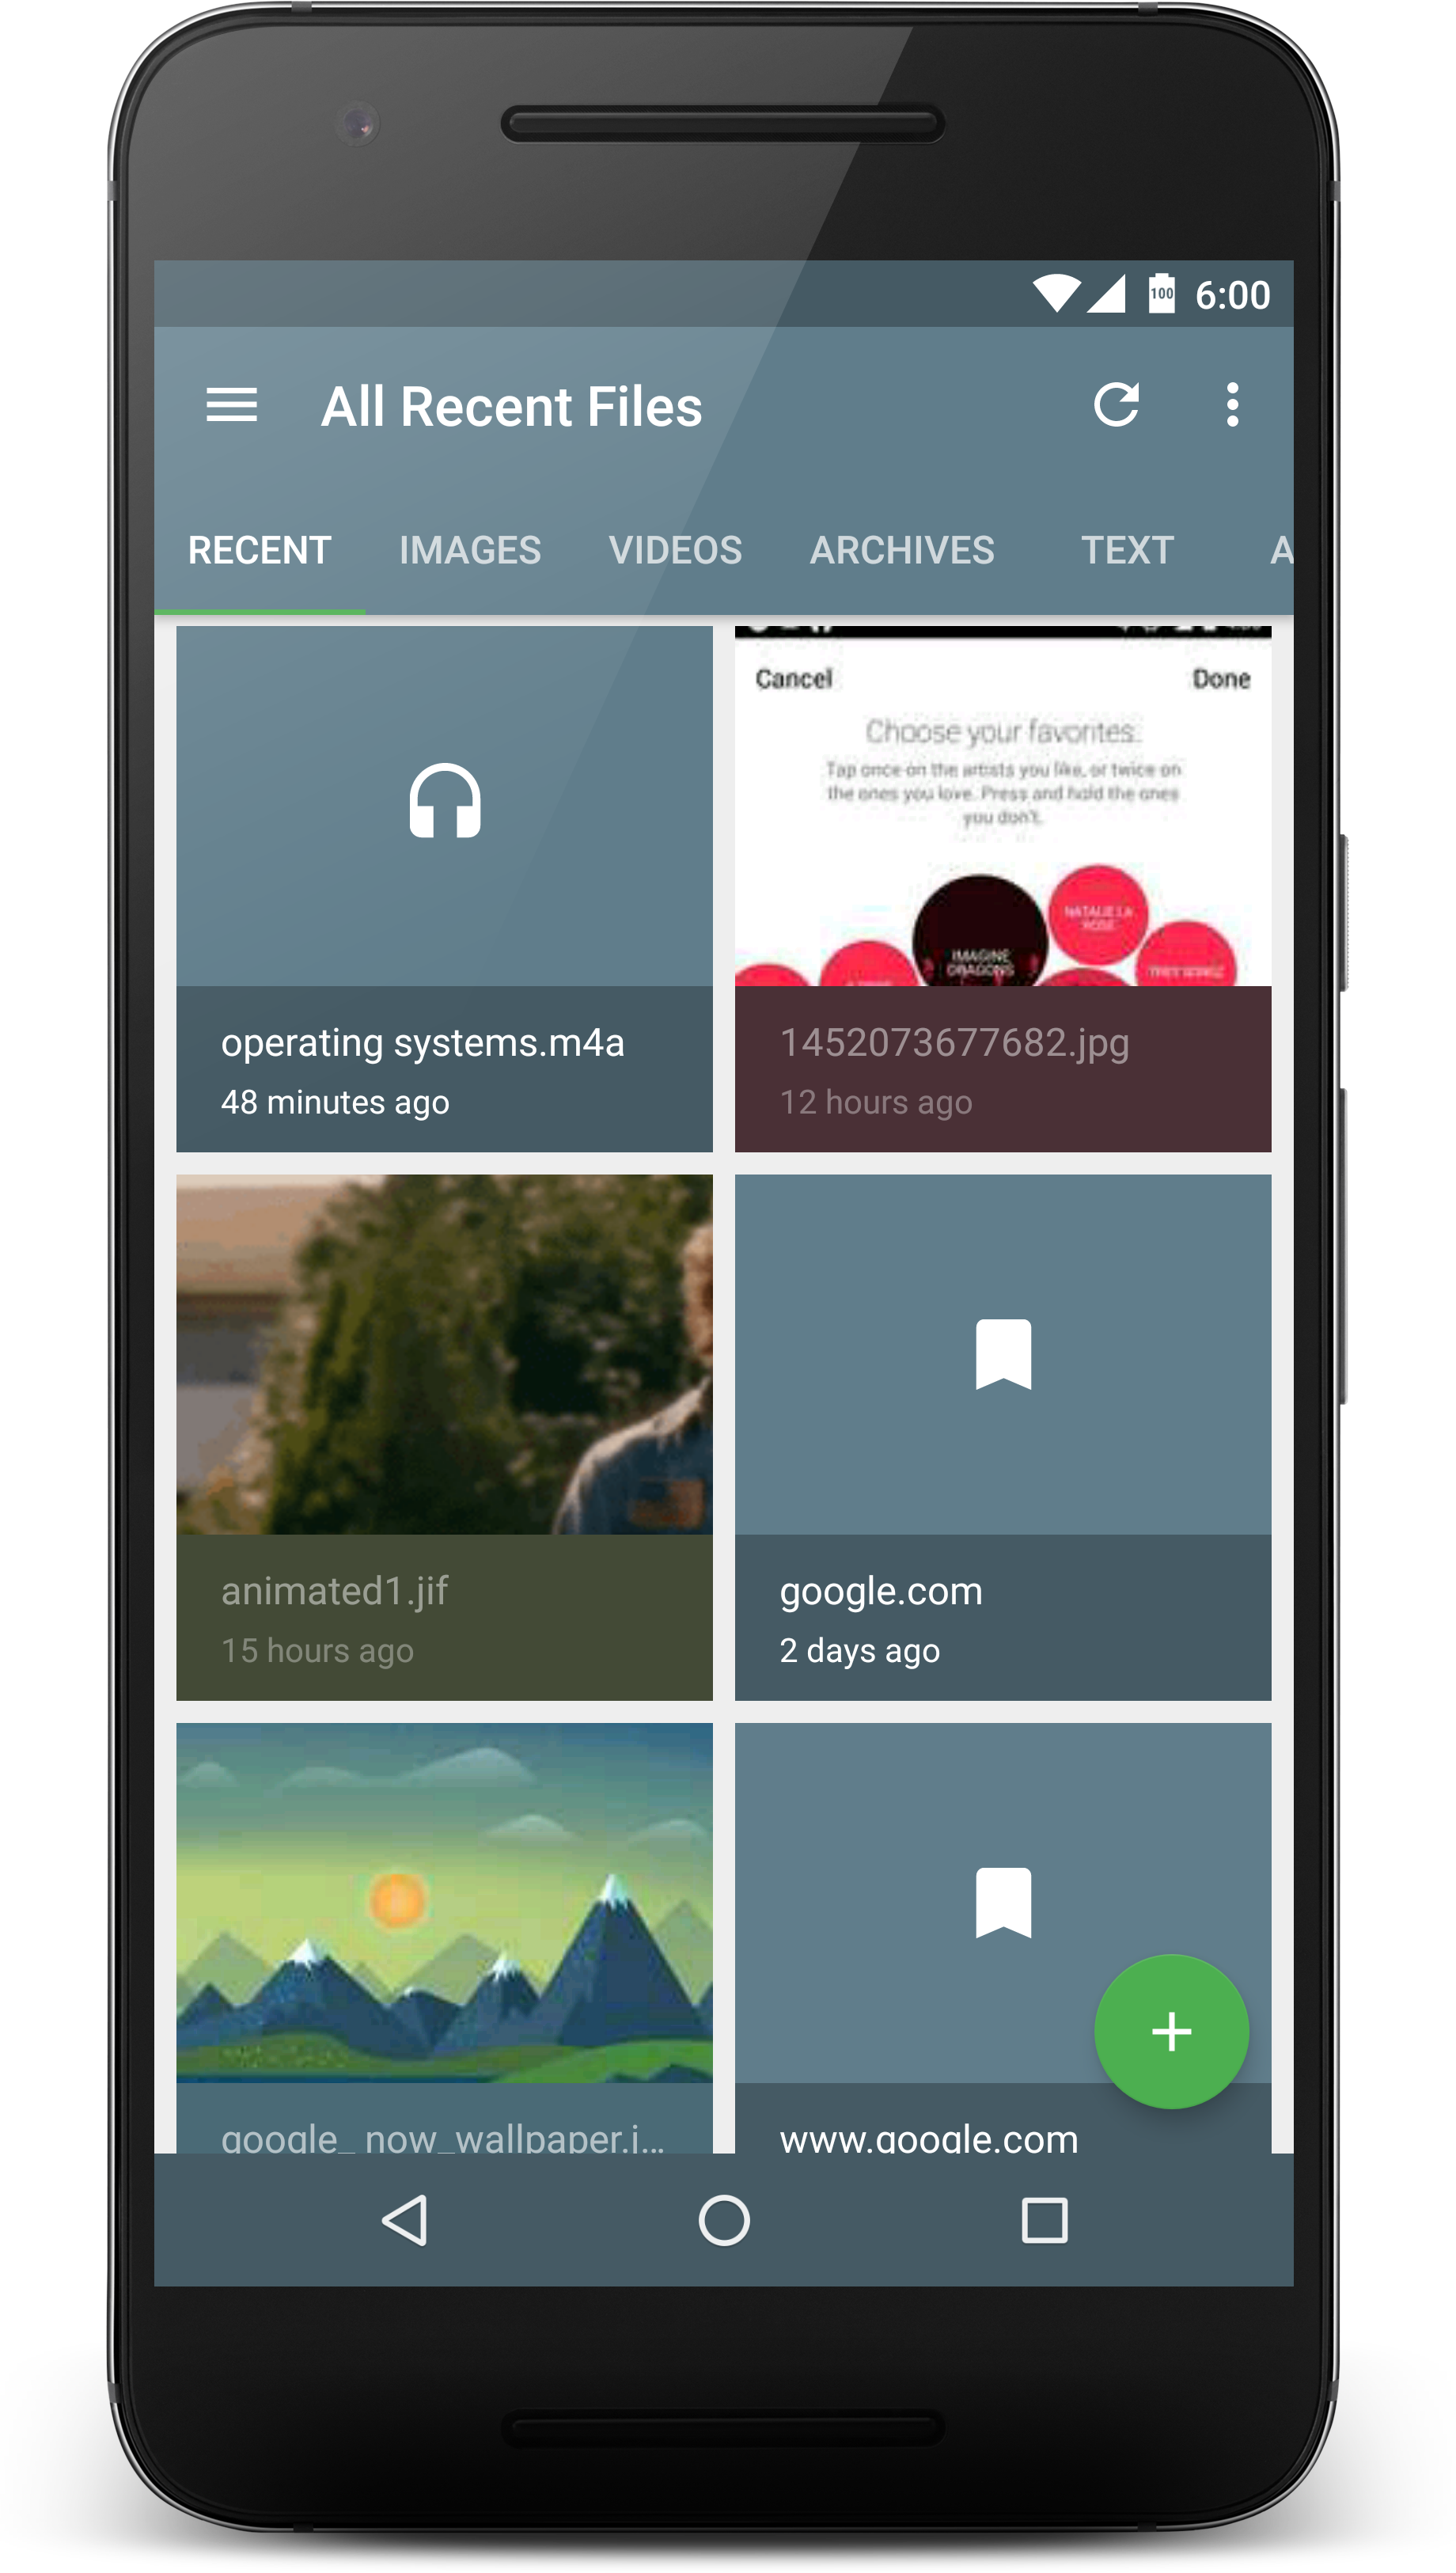 100 6:00
All Recent Files
RECENT IMAGES VIDEOS ARCHIVES TEXT A
Cancel Done
Choose your favorites.
Tap once on the artists you like, or twice on
the ones you love. Press and hold the ones
you don't.
NATALIE LA
ROSE
IMAGINE
DRAGONS
TREY SONGZ
operating systems.m4a
48 minutes ago
1452073677682.jpg
12 hours ago
animated1.jif
15 hours ago
google.com
2 days ago
google_ now_wallpaper.j...
www.google.com